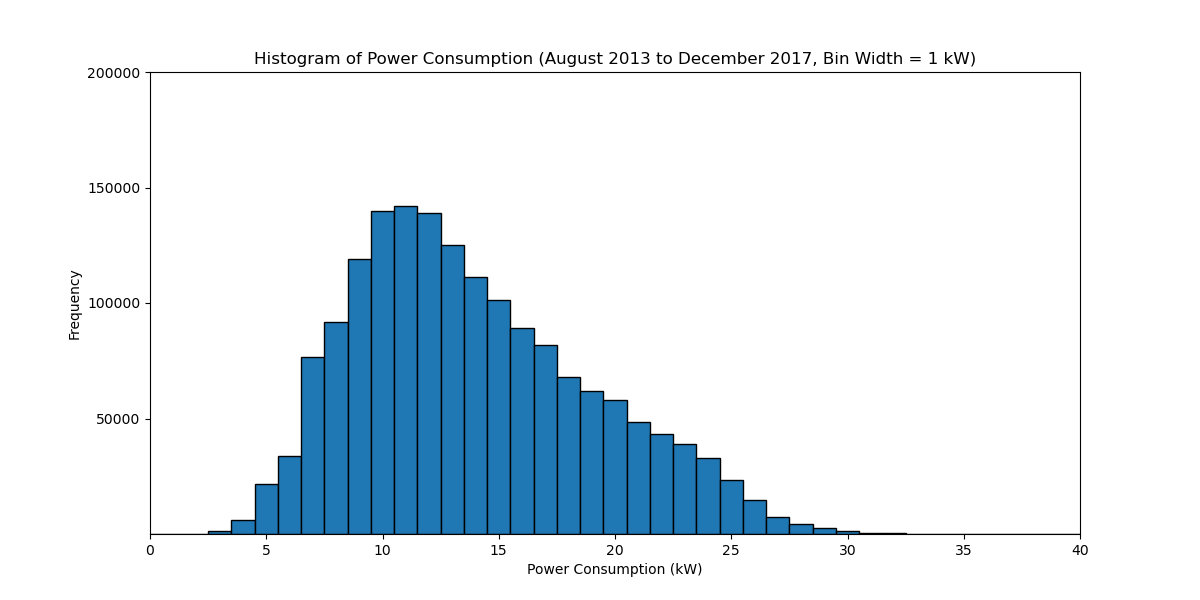 Histogram of Power Consumption (August 2013 to December 2017, Bin Width = 1 kW)
200000
150000
100000
50000
Frequency
0 5 10 15 20 25 30 35 40
Power Consumption (kW)